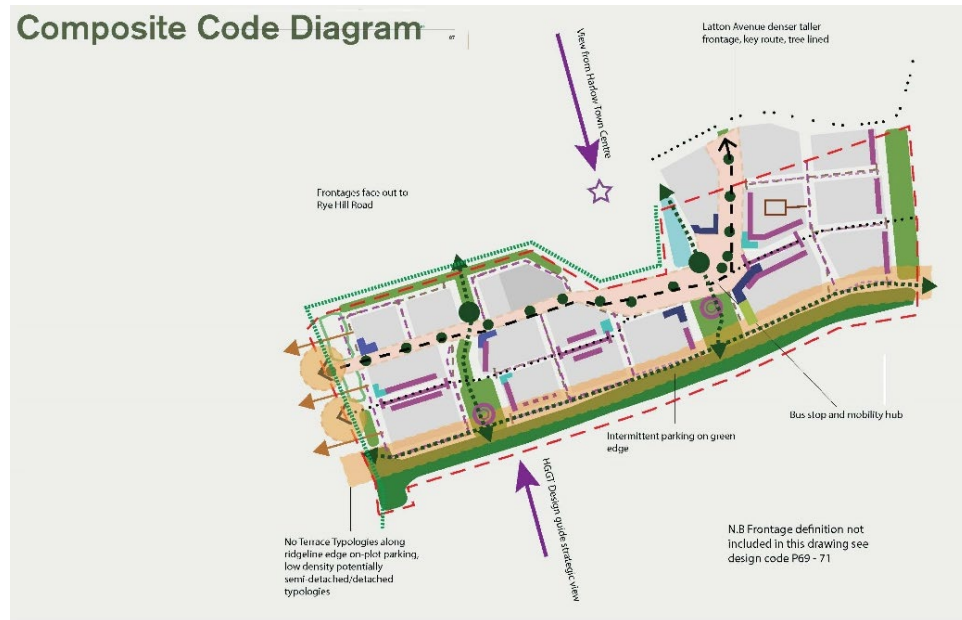 Composite Code Diagram
87
Latton Avenue denser taller
frontage, key route, tree lined
View from Harlow Town Centre
Frontages face out to
Rye Hill Road
Bus stop and mobility hub
Intermittent parking on green
edge
HGGT Design guide strategic view
N.B Frontage definition not
included in this drawing see
design code P69 - 71
No Terrace Typologies along
ridgeline edge on-plot parking,
low density potentially
semi-detached/detached
typologies